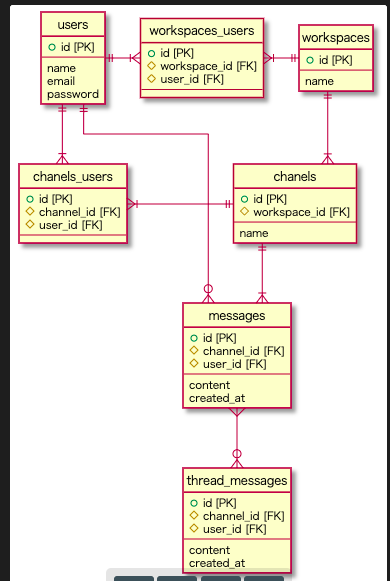 users
id [PK]
name
email
password
workspaces_users
id [PK]
workspace_id [FK]
user_id [FK]
workspaces
id [PK]
name
chanels_users
id [PK]
channel_id [FK]
user_id [FK]
chanels
id [PK]
workspace_id [FK]
name
messages
id [PK]
channel_id [FK]
user_id [FK]
content
created_at
thread_messages
id [PK]
channel_id [FK]
user_id [FK]
content
created_at